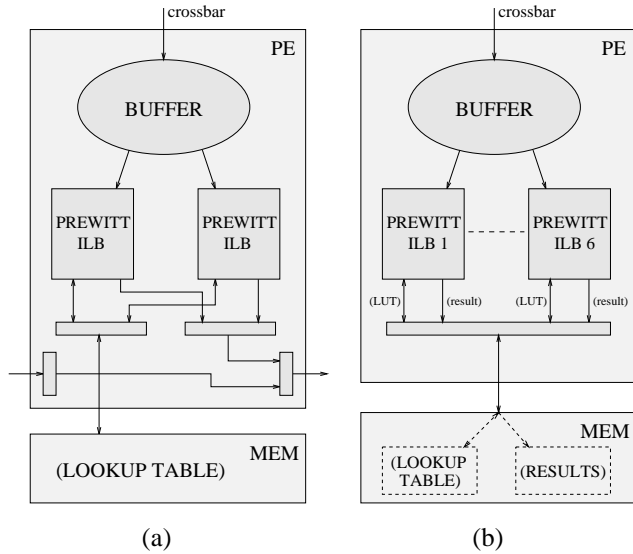 crossbar
PE
BUFFER
PREWITT
ILB
PREWITT
ILB
MEM
(LOOKUP TABLE)
(a)
crossbar
PE
BUFFER
PREWITT
ILB 1
PREWITT
ILB 6
(LUT)
(result)
(LUT)
(result)
MEM
(LOOKUP
TABLE)
(RESULTS)
(b)